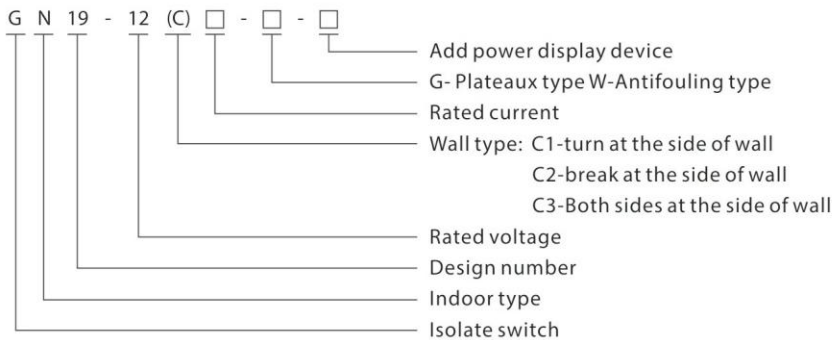 G N 19 - 12 (C) □ - □ - □
Add power display device
G- Plateaux type W-Antifouling type
Rated current
Wall type: C1-turn at the side of wall
C2-break at the side of wall
C3-Both sides at the side of wall
Rated voltage
Design number
Indoor type
Isolate switch